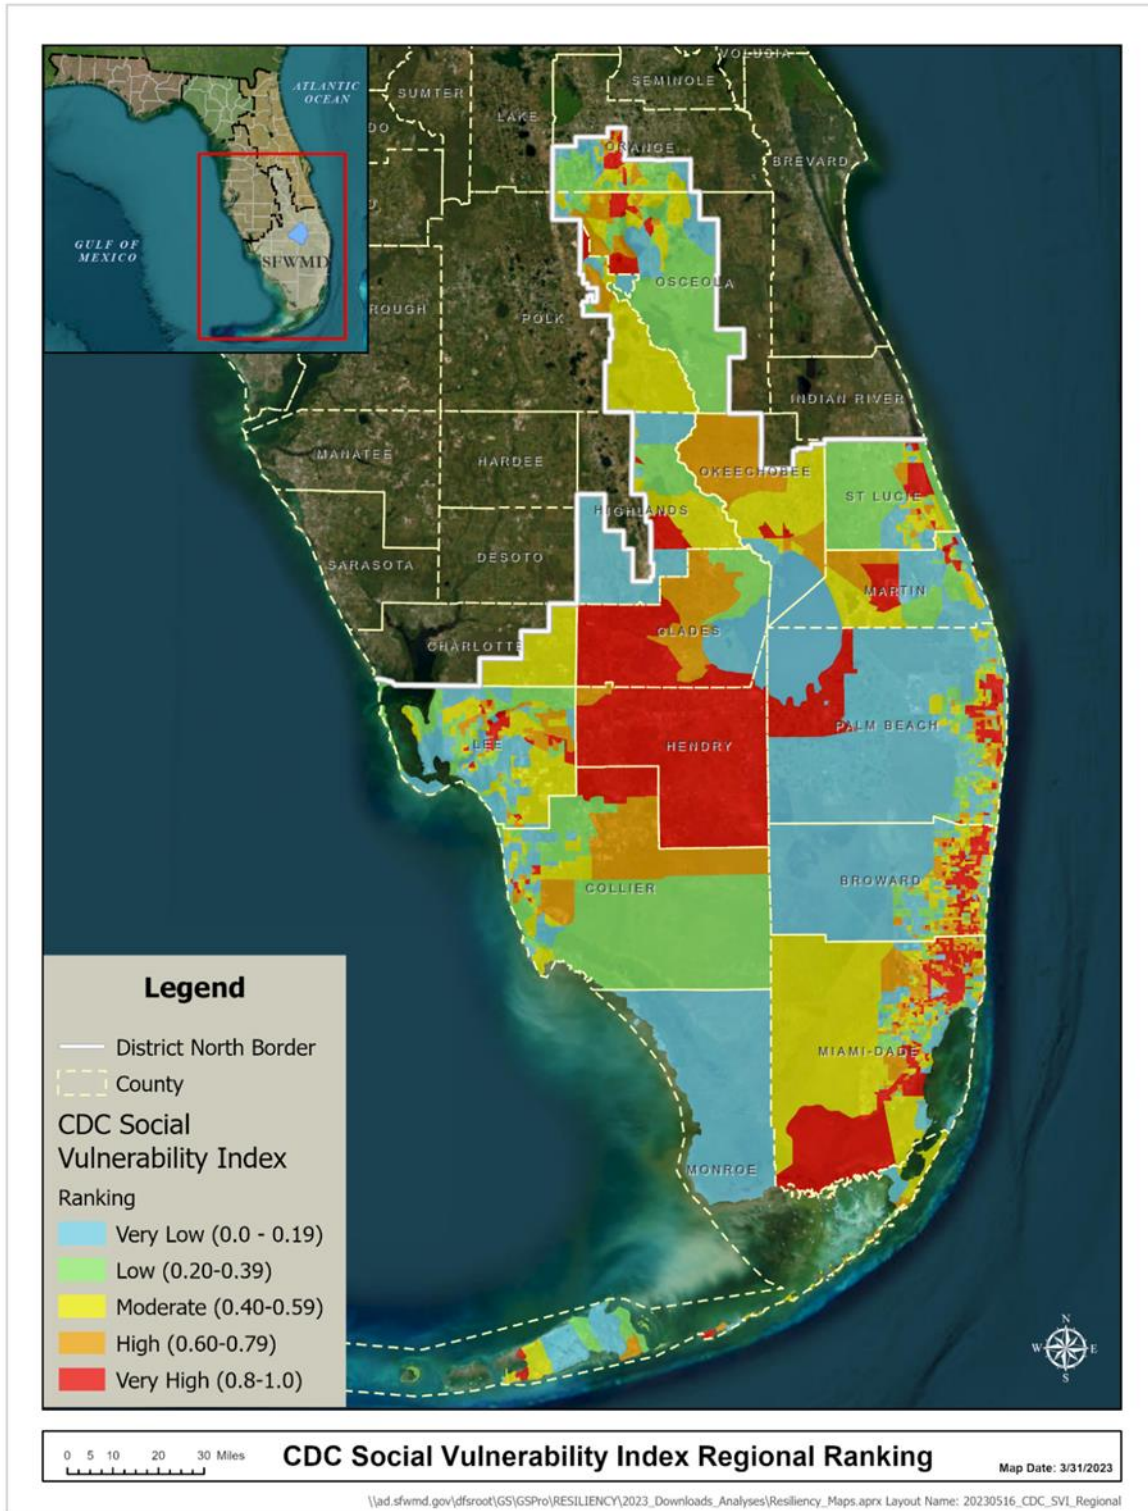 ATLANTIC
OCEAN
GULF OF
MEXICO
SFWMD
VOLUSIA
SEMINOLE
SUMTER
LAKE
DO
ORANGE
BREVARD
U
OSCEOLA
ROUGH
POLK
INDIAN RIVER
MANATEE
HARDEE
OKEECHOBEE
ST LUCIE
HIGHLANDS
SARASOTA
DESOTO
MARTIN
GLADES
CHARLOTTE
PALM BEACH
LEE
HENDRY
BROWARD
COLLIER
MIAMI-DADE
MONROE
Legend
District North Border
County
CDC Social
Vulnerability Index
Ranking
Very Low (0.0 - 0.19)
Low (0.20-0.39)
Moderate (0.40-0.59)
High (0.60-0.79)
Very High (0.8-1.0)
N
W E
S
0 5 10 20 30 Miles
CDC Social Vulnerability Index Regional Ranking
Map Date: 3/31/2023
\\ad.sfwmd.gov\dfsroot\GS\GSPro\RESILIENCY\2023_Downloads_Analyses\Resiliency_Maps.aprx Layout Name: 20230516_CDC_SVI_Regional